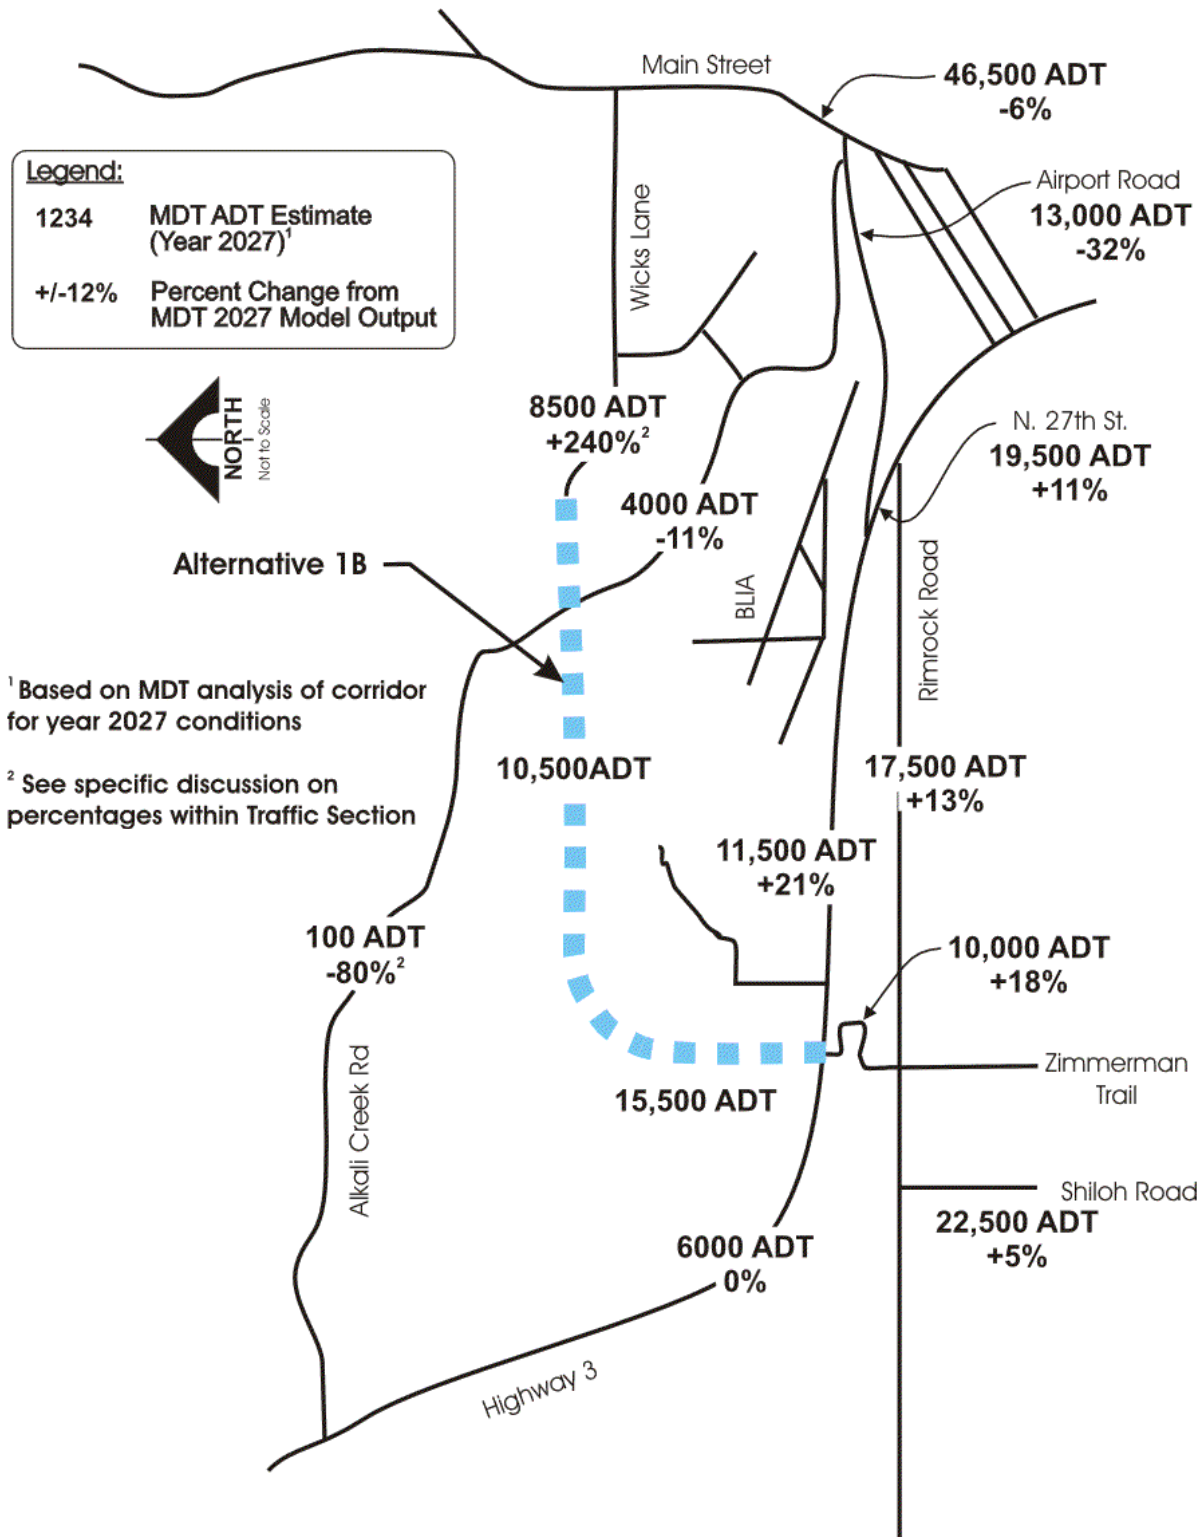 Main Street
46,500 ADT
-6%
Legend:
1234 MDT ADT Estimate
(Year 2027)¹
+/-12% Percent Change from
MDT 2027 Model Output
Airport Road
13,000 ADT
-32%
Wicks Lane
NORTH
Not to Scale
8500 ADT
+240%²
N. 27th St.
19,500 ADT
+11%
4000 ADT
-11%
Alternative 1B
BLIA
Rimrock Road
¹ Based on MDT analysis of corridor
for year 2027 conditions
² See specific discussion on
percentages within Traffic Section
10,500ADT
17,500 ADT
+13%
11,500 ADT
+21%
100 ADT
-80%²
10,000 ADT
+18%
Alkali Creek Rd
Zimmerman
Trail
15,500 ADT
Shiloh Road
22,500 ADT
+5%
6000 ADT
0%
Highway 3